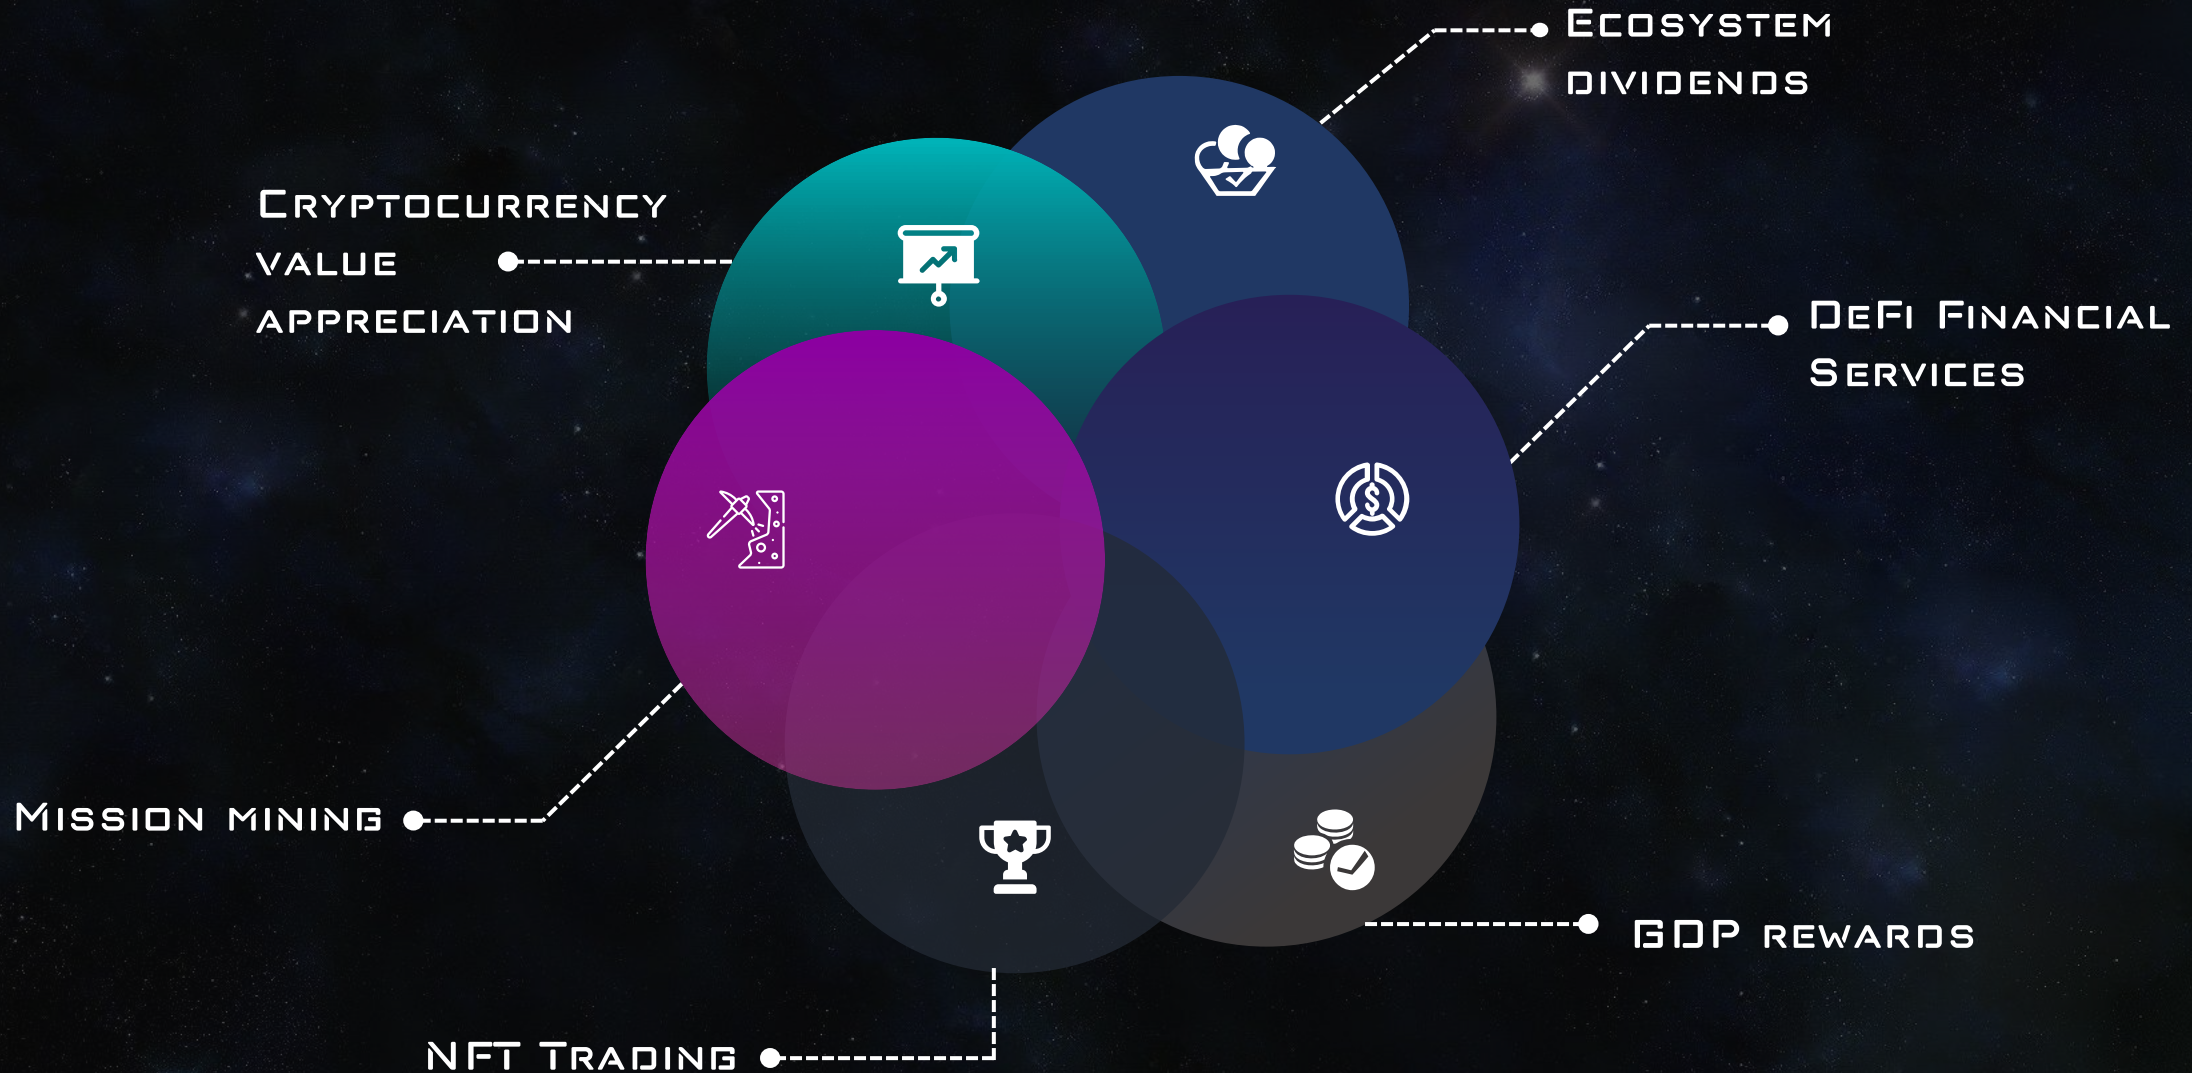 Ecosystem
dividends
Cryptocurrency
value
appreciation
DeFi Financial
Services
Mission mining
GDP rewards
NFT Trading